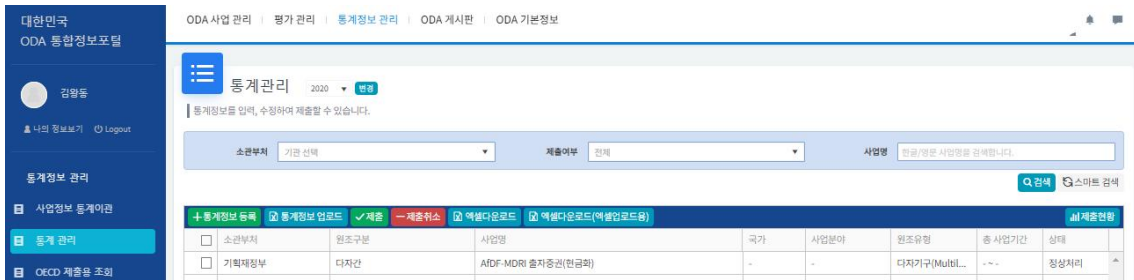 대한민국
ODA 통합정보포털
ODA 사업 관리 평가 관리 통계정보 관리 ODA 게시판 ODA 기본정보
김왕동
나의 정보보기 Logout
통계정보 관리
사업정보 통계이관
통계 관리
OECD 제출용 조회
통계관리 2020 변경
통계정보를 입력, 수정하여 제출할 수 있습니다.
소관부처 기관 선택 제출여부 전체 사업명 한글/영문 사업명을 검색합니다.
검색 스마트 검색
+통계정보 등록 통계정보 업로드 제출 제출취소 엑셀다운로드 엑셀다운로드(엑셀업로드용) 제출현황
소관부처 원조구분 사업명 국가 사업분야 원조유형 총 사업기간 상태
기획재정부 다자간 AfDF-MDRI 출자증권(현금화) - - 다자기구(Multil... - ~ - 정상처리